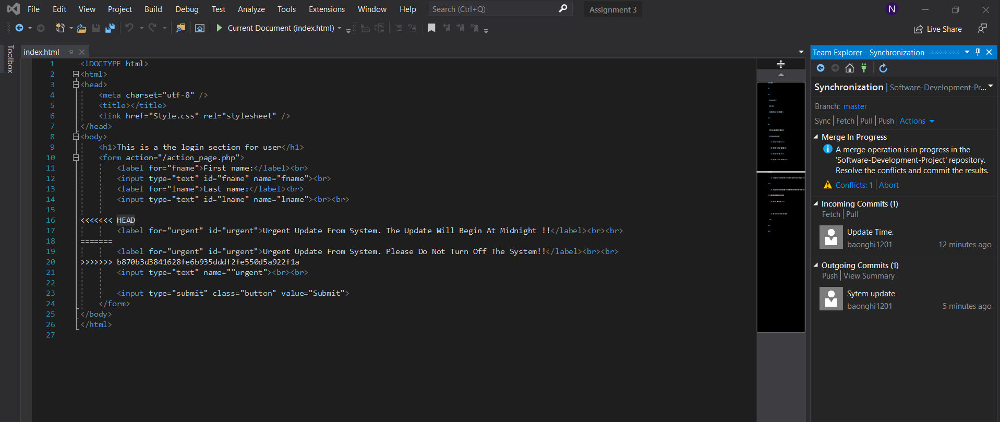 File Edit View Project Build Debug Test Analyze Tools Extensions Window Help Search (Ctrl+Q) Assignment 3 N
Current Document (index.html) Live Share
Toolbox
index.html
1 <!DOCTYPE html>
2 <html>
3 <head>
4 <meta charset="utf-8" />
5 <title></title>
6 <link href="Style.css" rel="stylesheet" />
7 </head>
8 <body>
9 <h1>This is a the login section for user</h1>
10 <form action="/action_page.php">
11 <label for="fname">First name:</label><br>
12 <input type="text" id="fname" name="fname"><br>
13 <label for="lname">Last name:</label><br>
14 <input type="text" id="lname" name="lname"><br><br>
15
16 <<<<<<< HEAD
17 <label for="urgent" id="urgent">Urgent Update From System. The Update Will Begin At Midnight !!</label><br><br>
18 =======
19 <label for="urgent" id="urgent">Urgent Update From System. Please Do Not Turn Off The System!!</label><br><br>
20 >>>>>>> b870b3d3841628fe6b935dddf2fe550d5a922f1a
21 <input type="text" name=""urgent"><br><br>
22
23 <input type="submit" class="button" value="Submit">
24 </form>
25 </body>
26 </html>
27
Team Explorer - Synchronization
Synchronization | Software-Development-Pr...
Branch: master
Sync | Fetch | Pull | Push | Actions
Merge In Progress
A merge operation is in progress in the
'Software-Development-Project' repository.
Resolve the conflicts and commit the results.
Conflicts: 1 | Abort
Incoming Commits (1)
Fetch | Pull
Update Time.
baonghi1201 12 minutes ago
Outgoing Commits (1)
Push | View Summary
Sytem update
baonghi1201 5 minutes ago